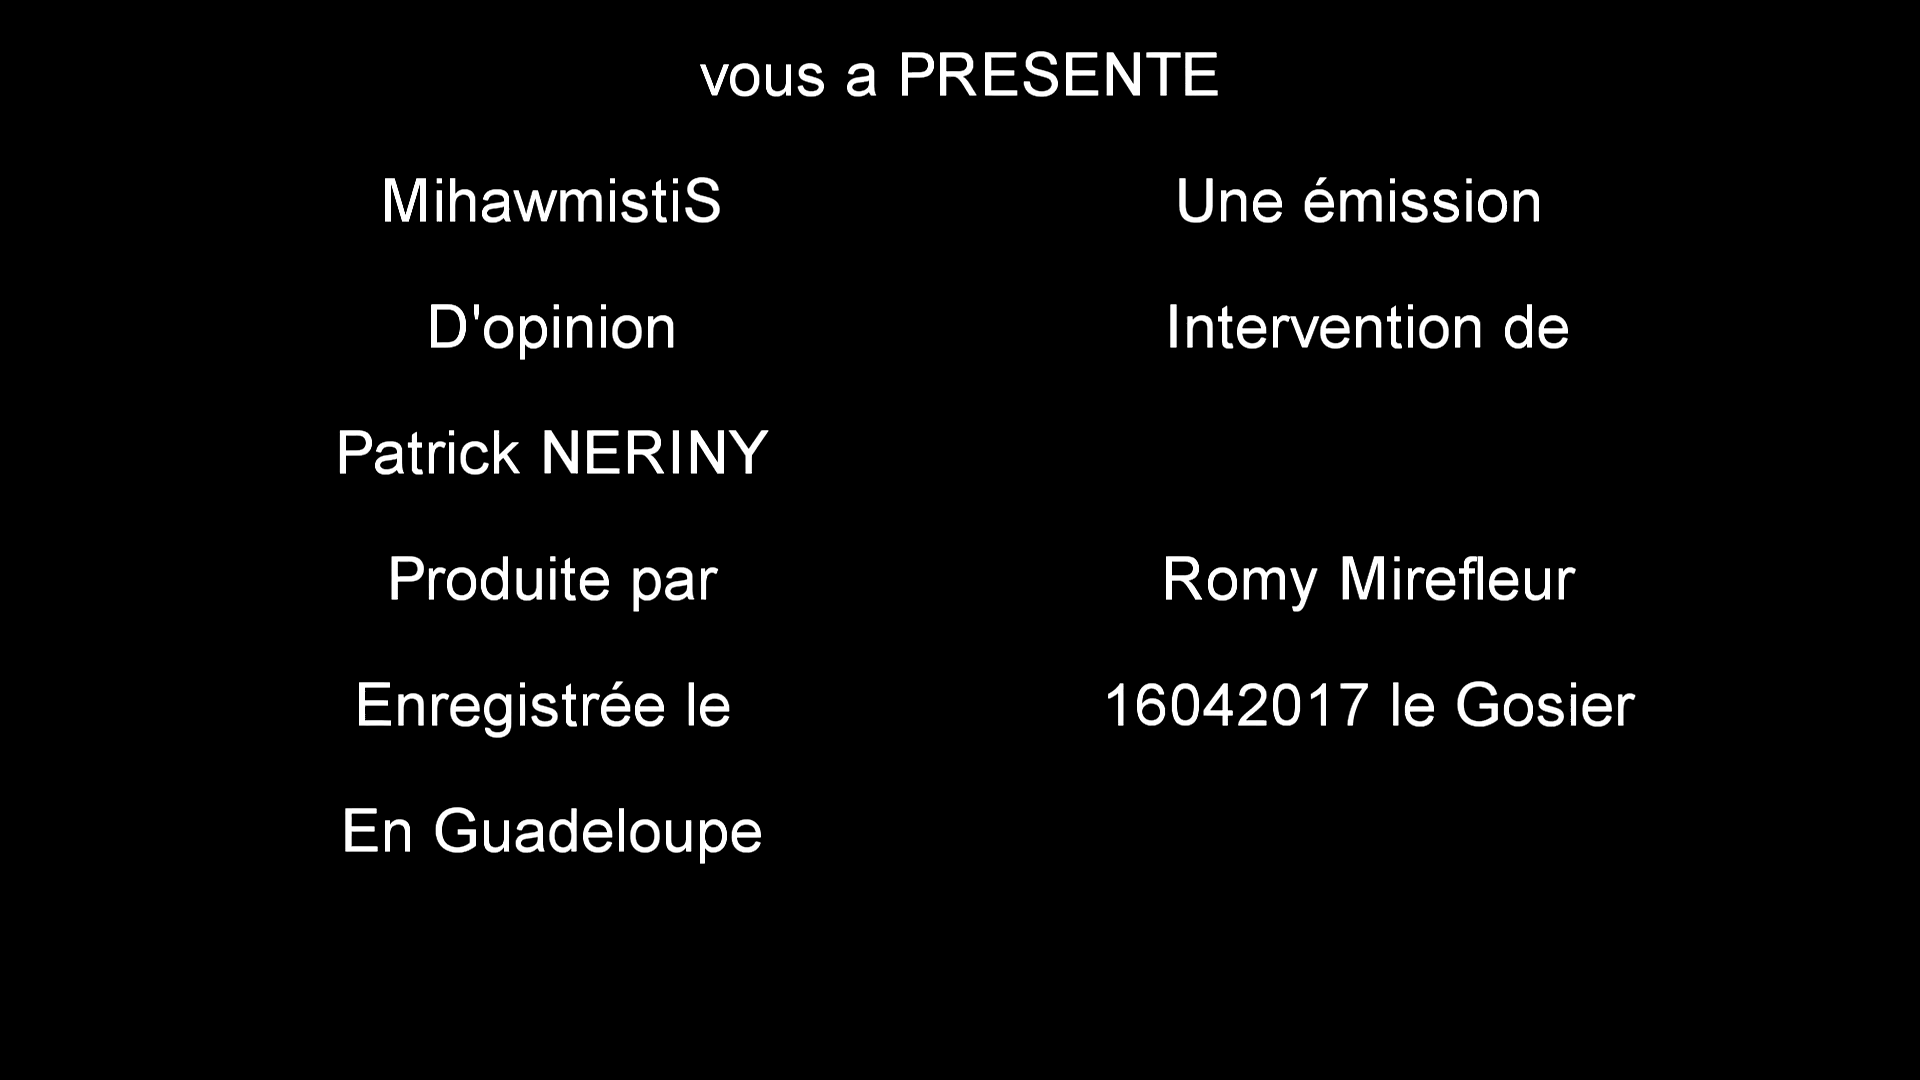 vous a PRESENTE
MihawmistiS Une émission
D'opinion Intervention de
Patrick NERINY
Produite par Romy Mirefleur
Enregistrée le 16042017 le Gosier
En Guadeloupe